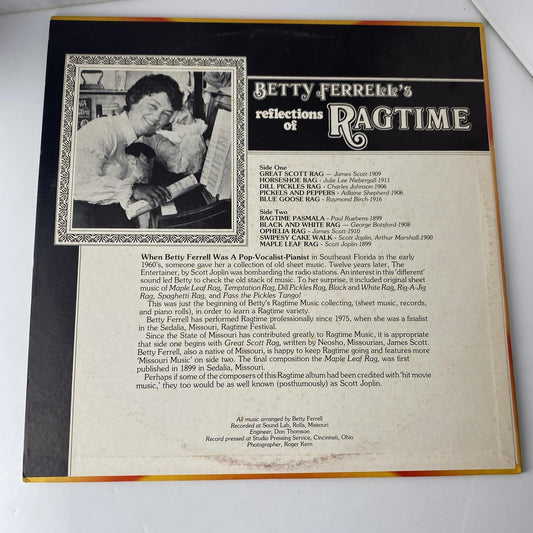 BETTY FERRELL's
reflections
of
RAGTIME
Side One
GREAT SCOTT RAG — James Scott-1909
HORSESHOE RAG - Julie Lee Niebergall-1911
DILL PICKLES RAG - Charles Johnson-1906
PICKELS AND PEPPERS - Adlaine Shepherd-1906
BLUE GOOSE RAG - Raymond Birch-1916
Side Two
RAGTIME PASMALA - Paul Ruebens-1899
BLACK AND WHITE RAG — George Botsford-1908
OPHELIA RAG - James Scott-1910
SWIPESY CAKE WALK - Scott Joplin, Arthur Marshall.1900
MAPLE LEAF RAG - Scott Joplin-1899
When Betty Ferrell Was A Pop-Vocalist-Pianist in Southeast Florida in the early
1960's, someone gave her a collection of old sheet music. Twelve years later, The
Entertainer, by Scott Joplin was bombarding the radio stations. An interest in this 'different'
sound led Betty to check the old stack of music. To her surprise, it included original sheet
music of Maple Leaf Rag, Temptation Rag, Dill Pickles Rag, Black and White Rag, Rig-A-Jig
Rag, Spaghetti Rag, and Pass the Pickles Tango!
This was just the beginning of Betty's Ragtime Music collecting, (sheet music, records,
and piano rolls), in order to learn a Ragtime variety.
Betty Ferrell has performed Ragtime professionally since 1975, when she was a finalist
in the Sedalia, Missouri, Ragtime Festival.
Since the State of Missouri has contributed greatly to Ragtime Music, it is appropriate
that side one begins with Great Scott Rag, written by Neosho, Missourian, James Scott.
Betty Ferrell, also a native of Missouri, is happy to keep Ragtime going and features more
'Missouri Music' on side two. The final composition the Maple Leaf Rag, was first
published in 1899 in Sedalia, Missouri.
Perhaps if some of the composers of this Ragtime album had been credited with 'hit movie
music,' they too would be as well known (posthumously) as Scott Joplin.
All music arranged by Betty Ferrell
Recorded at Sound Lab, Rolla, Missouri
Engineer, Don Thomson
Record pressed at Studio Pressing Service, Cincinnati, Ohio
Photographer, Roger Kern